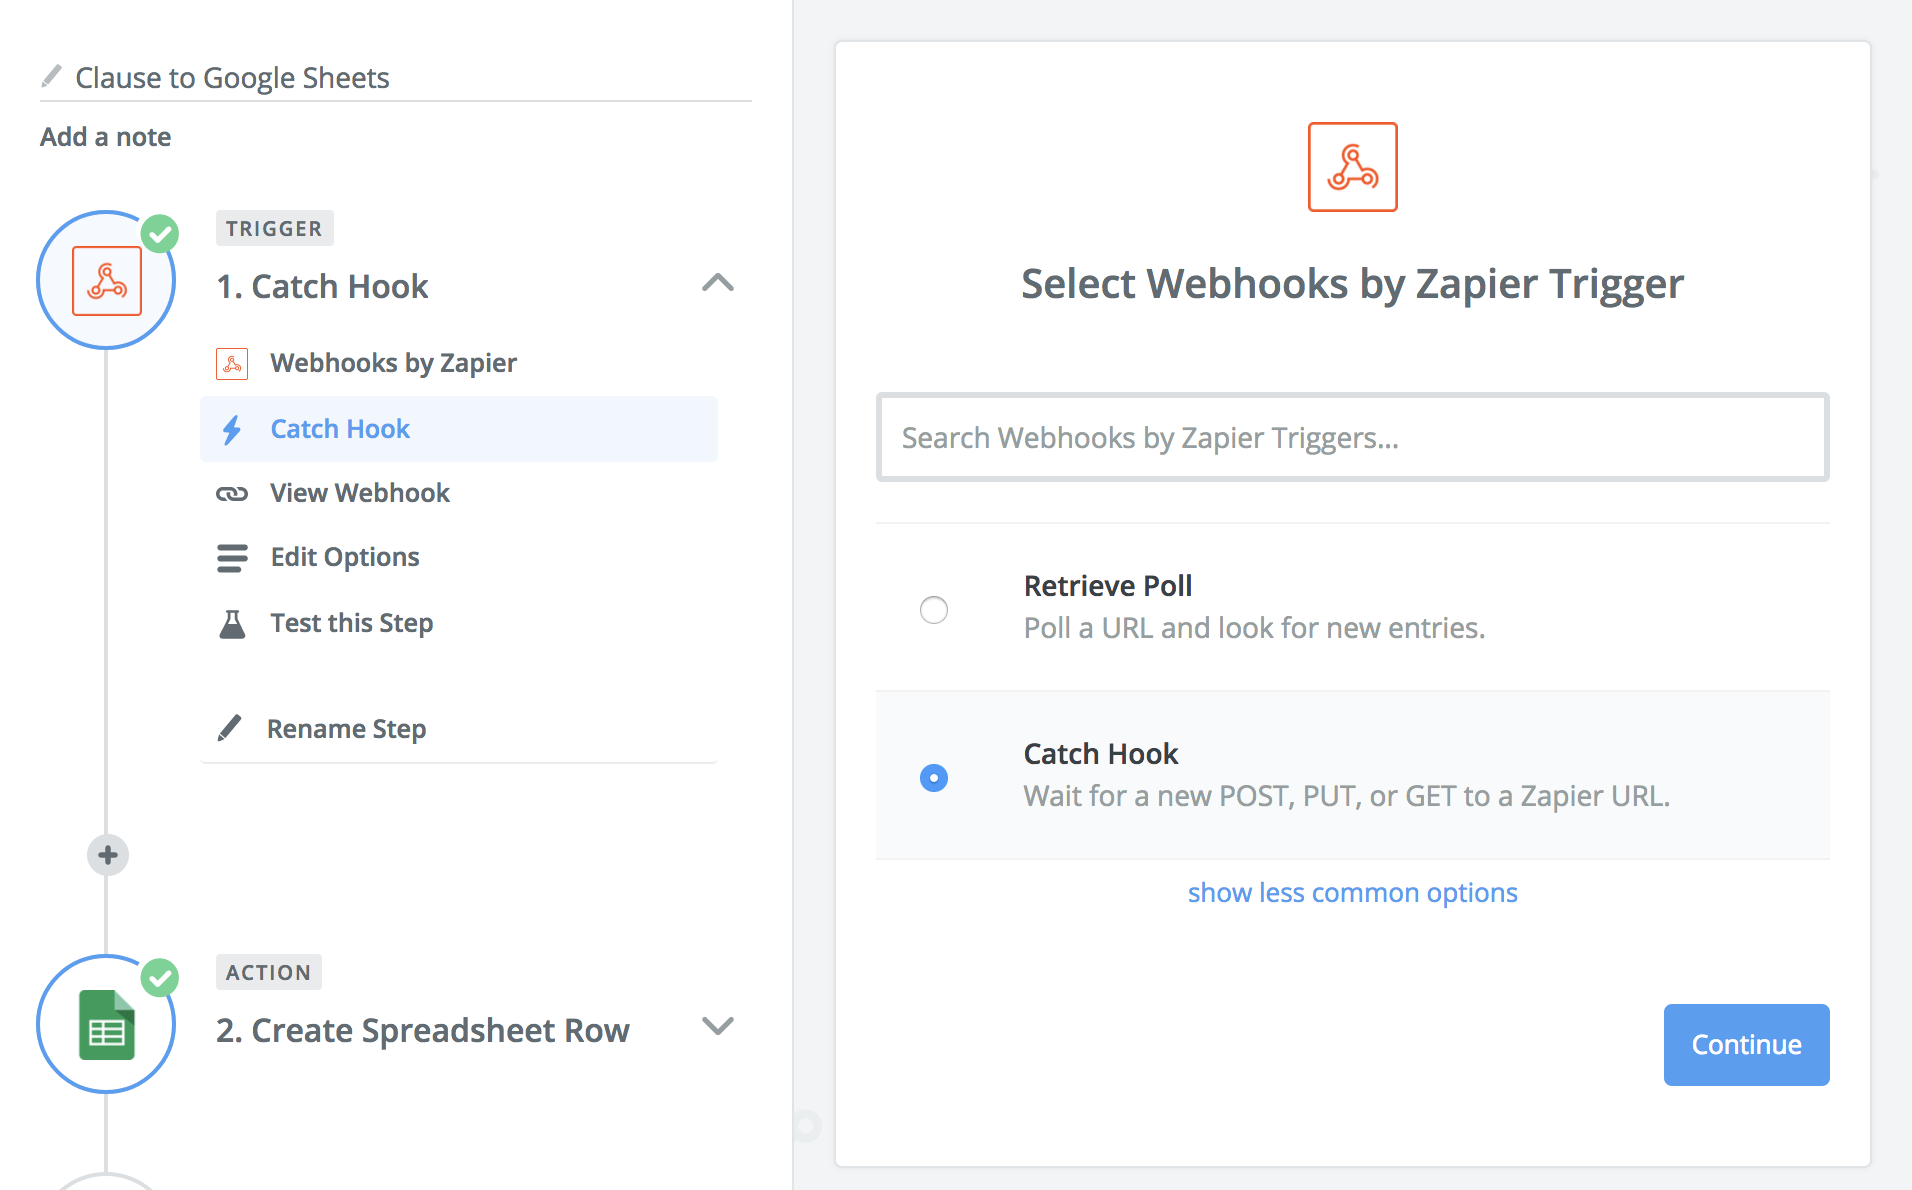 Clause to Google Sheets
Add a note
TRIGGER
1. Catch Hook
Webhooks by Zapier
Catch Hook
View Webhook
Edit Options
Test this Step
Rename Step
ACTION
2. Create Spreadsheet Row
Select Webhooks by Zapier Trigger
Search Webhooks by Zapier Triggers...
Retrieve Poll
Poll a URL and look for new entries.
Catch Hook
Wait for a new POST, PUT, or GET to a Zapier URL.
show less common options
Continue